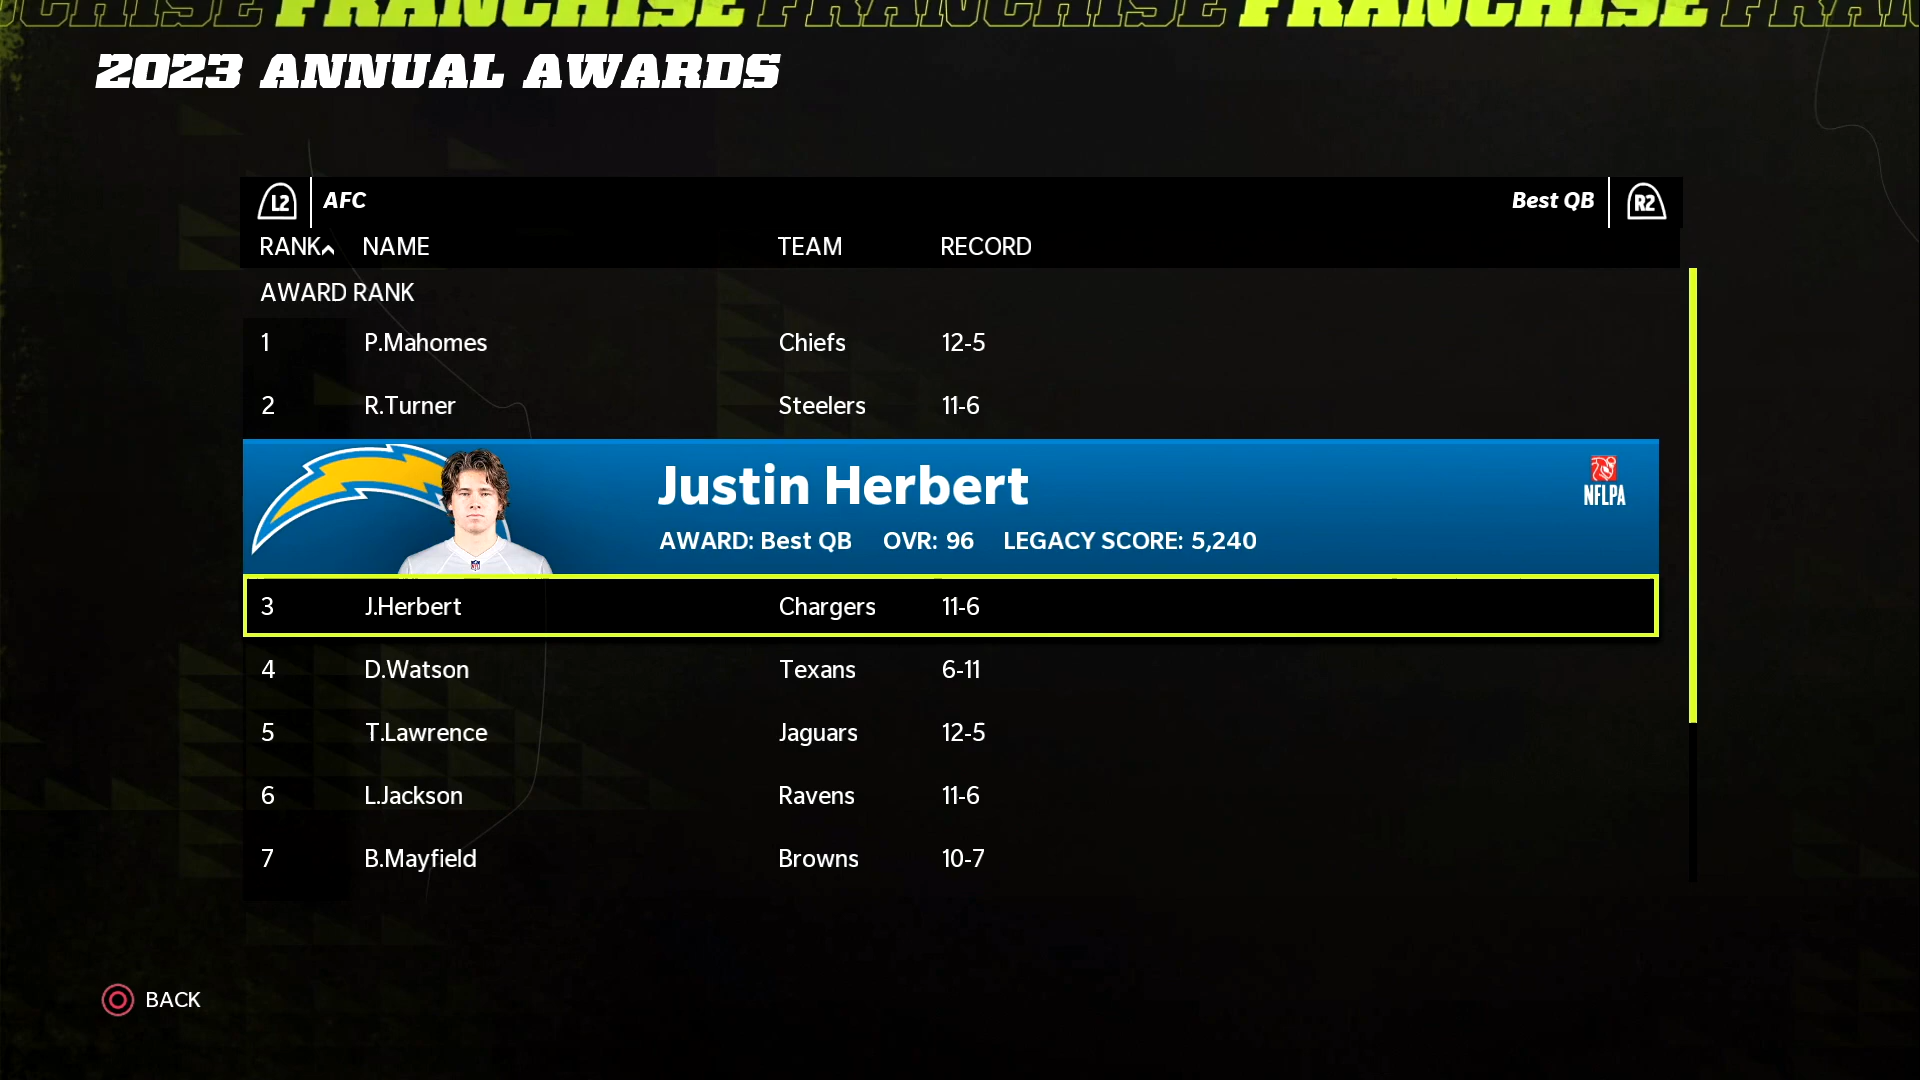 CHISE FRANCHISE FRANCHISE FRANCHISE FRAN
2023 ANNUAL AWARDS
L2 AFC Best QB R2
RANK NAME TEAM RECORD
AWARD RANK
1 P.Mahomes Chiefs 12-5
2 R.Turner Steelers 11-6
Justin Herbert
NFLPA
AWARD: Best QB OVR: 96 LEGACY SCORE: 5,240
3 J.Herbert Chargers 11-6
4 D.Watson Texans 6-11
5 T.Lawrence Jaguars 12-5
6 L.Jackson Ravens 11-6
7 B.Mayfield Browns 10-7
BACK